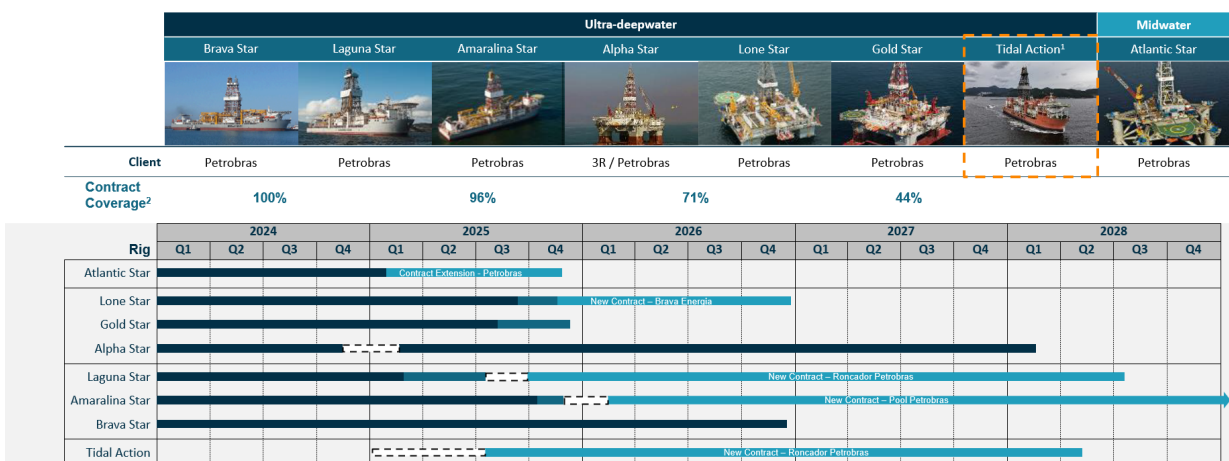 Ultra-deepwater Midwater
Brava Star Laguna Star Amaralina Star Alpha Star Lone Star Gold Star Tidal Action¹ Atlantic Star
Client Petrobras Petrobras Petrobras 3R / Petrobras Petrobras Petrobras Petrobras Petrobras
Contract
Coverage² 100% 96% 71% 44%
2024 2025 2026 2027 2028
Rig Q1 Q2 Q3 Q4 Q1 Q2 Q3 Q4 Q1 Q2 Q3 Q4 Q1 Q2 Q3 Q4 Q1 Q2 Q3 Q4
Atlantic Star Contract Extension - Petrobras
Lone Star New Contract – Brava Energia
Gold Star
Alpha Star
Laguna Star New Contract – Roncador Petrobras
Amaralina Star New Contract – Pool Petrobras
Brava Star
Tidal Action New Contract – Roncador Petrobras